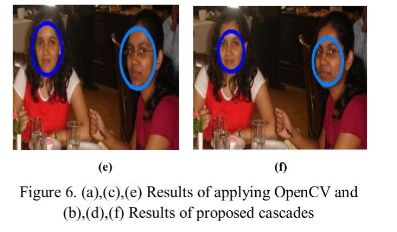 (e) (f)
Figure 6. (a),(c),(e) Results of applying OpenCV and
(b),(d),(f) Results of proposed cascades